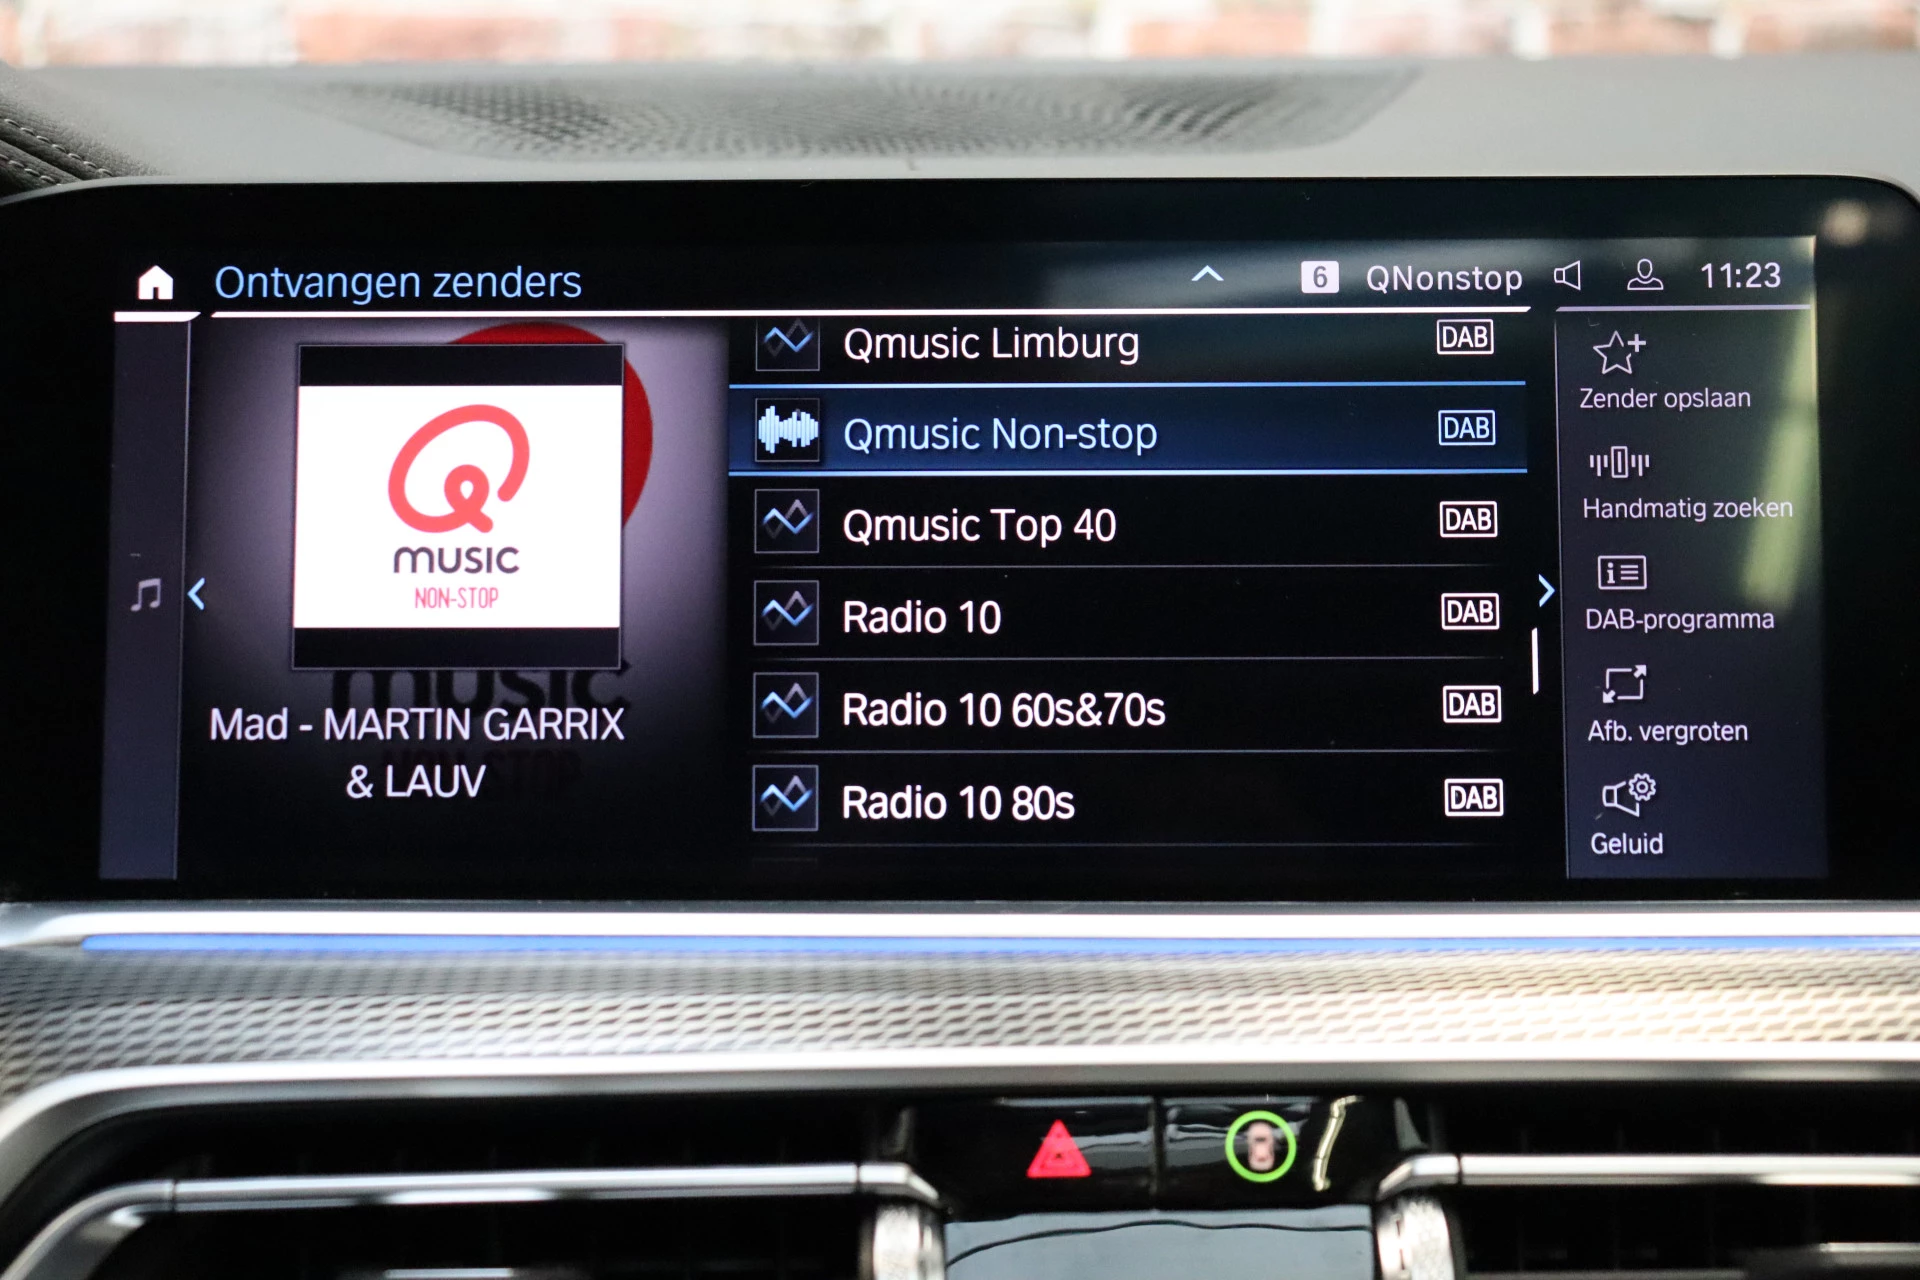 Ontvangen zenders
6 QNonstop 11:23
MUSIC
NON-STOP
Mad - MARTIN GARRIX
& LAUV
Qmusic Limburg DAB
Qmusic Non-stop DAB
Qmusic Top 40 DAB
Radio 10 DAB
Radio 10 60s&70s DAB
Radio 10 80s DAB
Zender opslaan
Handmatig zoeken
DAB-programma
Afb. vergroten
Geluid
music